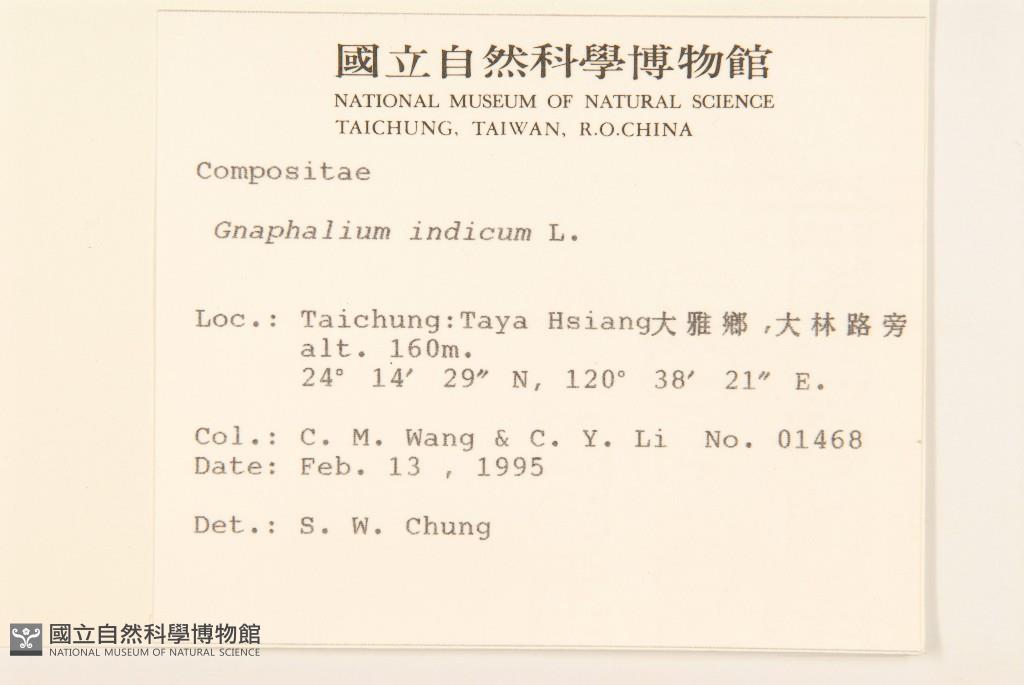 國立自然科學博物館
NATIONAL MUSEUM OF NATURAL SCIENCE
TAICHUNG, TAIWAN, R.O.CHINA
Compositae
Gnaphalium indicum L.
Loc.: Taichung:Taya Hsiang大雅鄉,大林路旁
alt. 160m.
24° 14′ 29″ N, 120° 38′ 21″ E.
Col.: C. M. Wang & C. Y. Li No. 01468
Date: Feb. 13 , 1995
Det.: S. W. Chung
國立自然科學博物館
NATIONAL MUSEUM OF NATURAL SCIENCE